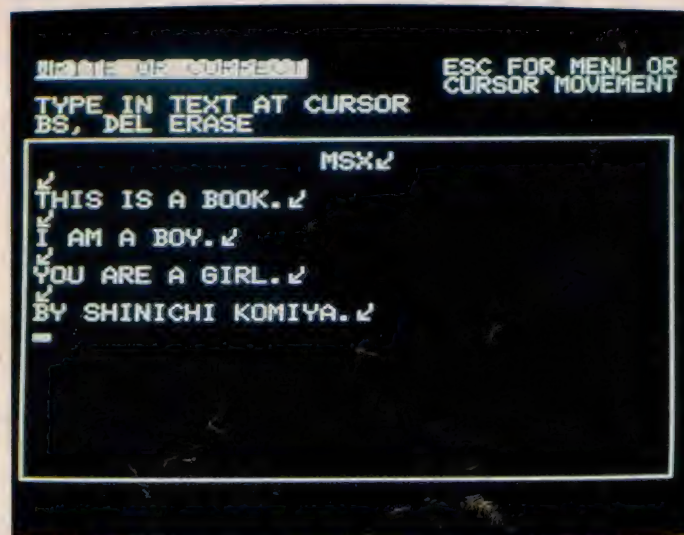 WRITE OR CORRECT
ESC FOR MENU OR
CURSOR MOVEMENT
TYPE IN TEXT AT CURSOR
BS, DEL ERASE
MSX↙
↙
THIS IS A BOOK.↙
↙
I AM A BOY.↙
↙
YOU ARE A GIRL.↙
↙
BY SHINICHI KOMIYA.↙